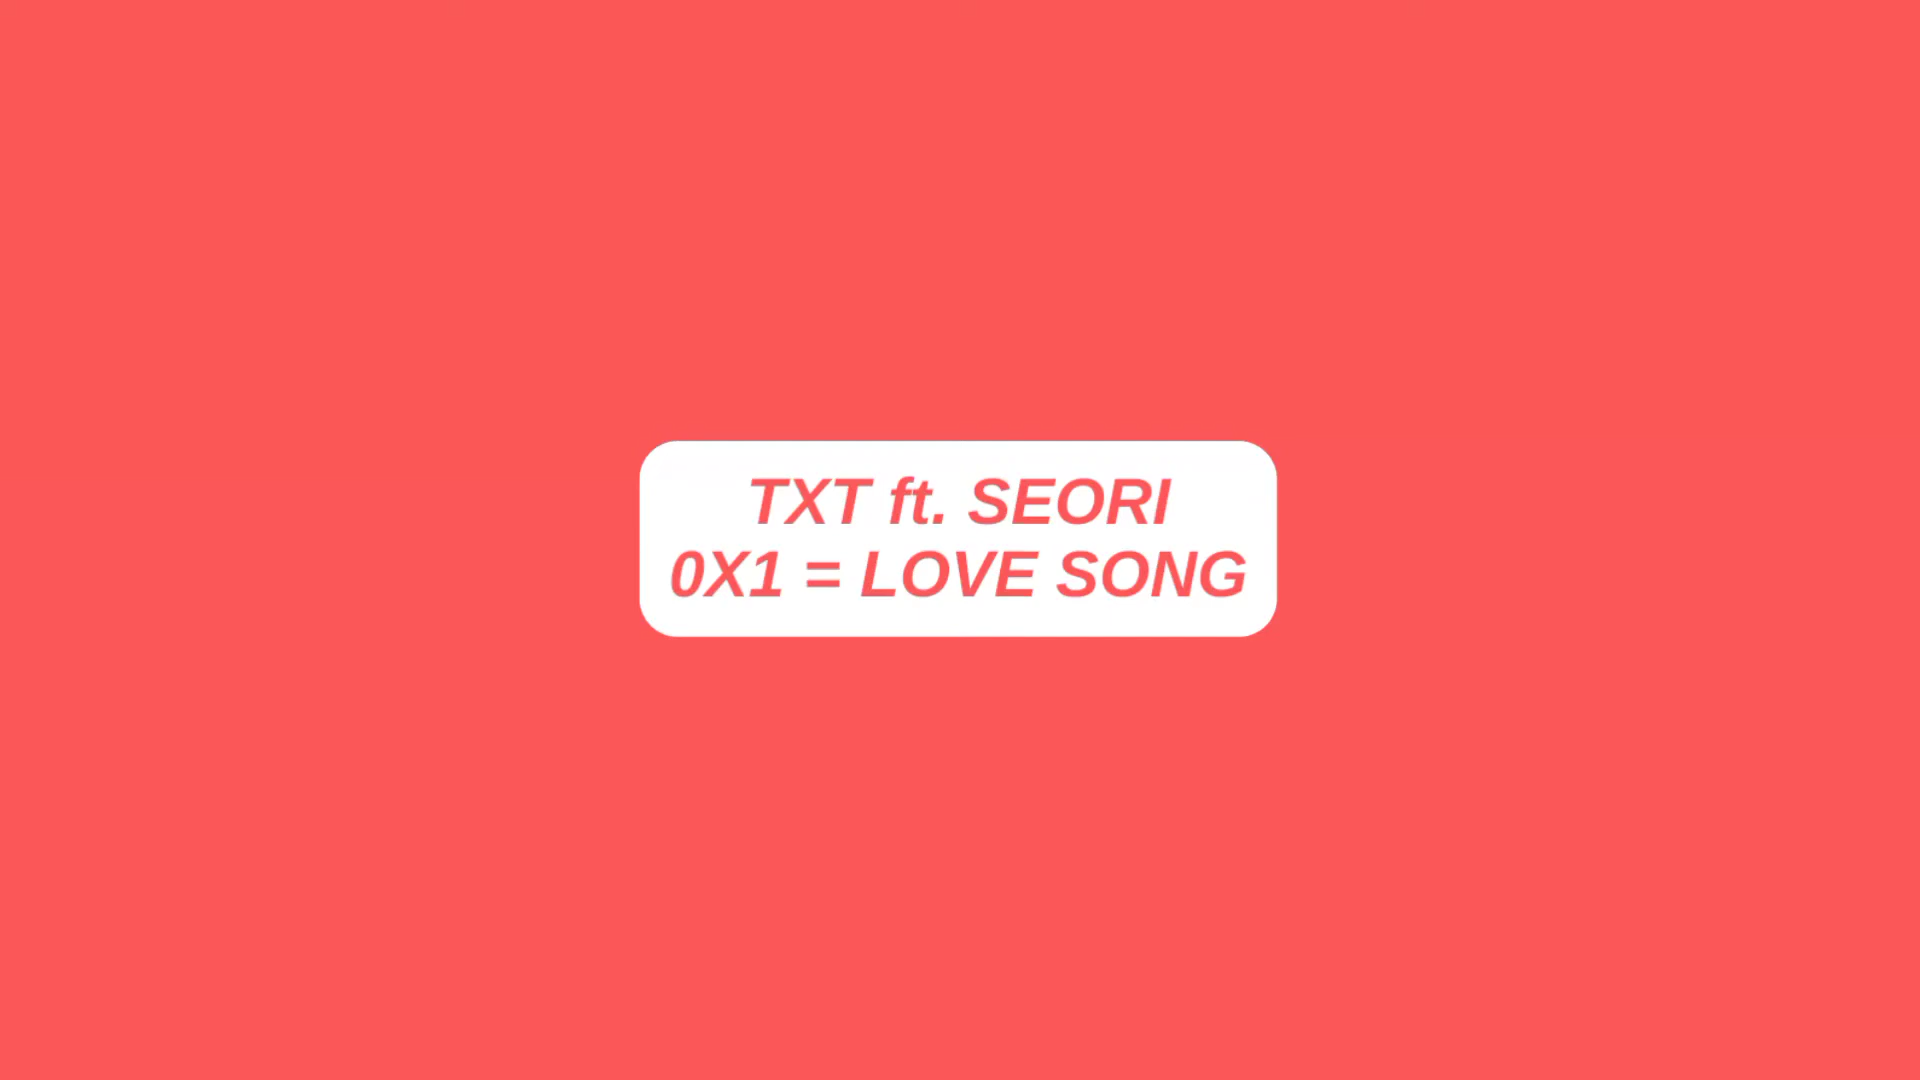 TXT ft. SEORI
0X1 = LOVE SONG